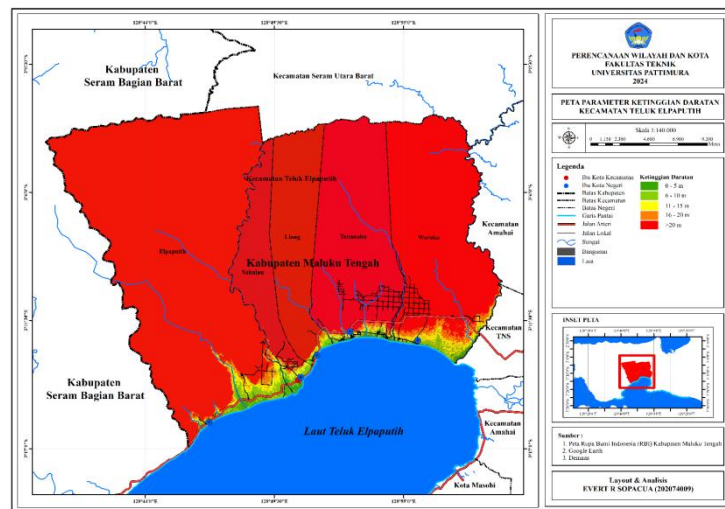 PERENCANAAN WILAYAH DAN KOTA
FAKULTAS TEKNIK
UNIVERSITAS PATTIMURA
2024
PETA PARAMETER KETINGGIAN DARATAN
KECAMATAN TELUK ELPAPUTIH
Skala 1:140.000
Legenda
Ibu Kota Kecamatan
Ibu Kota Negeri
Batas Kabupaten
Batas Kecamatan
Batas Negeri
Garis Pantai
Jalan Arteri
Jalan Lokal
Sungai
Bangunan
Laut
Ketinggian Daratan
0 - 5 m
6 - 10 m
11 - 15 m
16 - 20 m
>20 m
INSET PETA
Sumber :
1. Peta Rupa Bumi Indonesia (RBI) Kabupaten Maluku Tengah
2. Google Earth
3. Demnas
Layout & Analisis
EVERT R SOPACUA (202074009)
Kabupaten
Seram Bagian Barat
Kecamatan Seram Utara Barat
Kecamatan Teluk Elpaputih
Elpaputih
Liang
Waraka
Kabupaten Maluku Tengah
Kecamatan
Amahai
Kecamatan
TNS
Kabupaten
Seram Bagian Barat
Laut Teluk Elpaputih
Kecamatan
Amahai
Kota Masohi